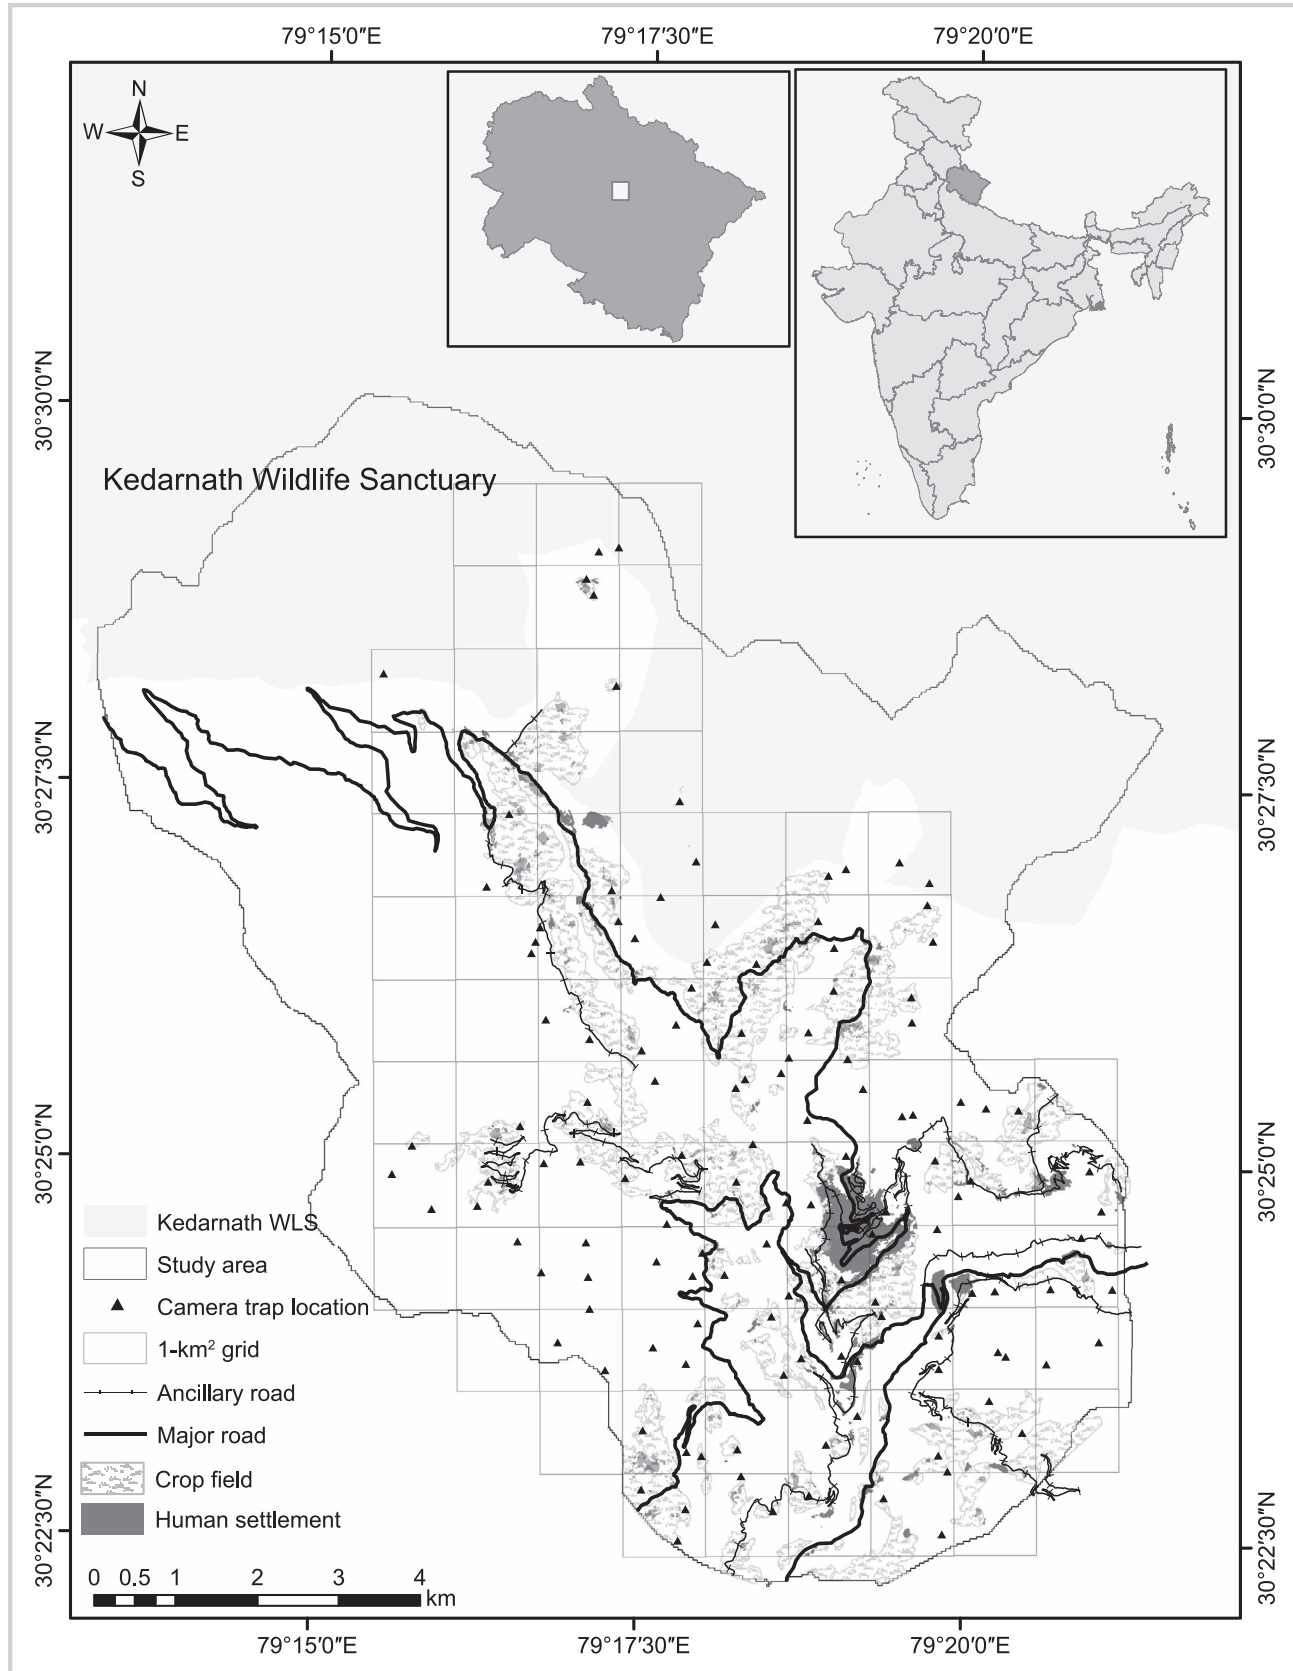 79°15′0″E 79°17′30″E 79°20′0″E
N
W E
S
30°30′0″N 30°30′0″N
Kedarnath Wildlife Sanctuary
30°27′30″N 30°27′30″N
30°25′0″N 30°25′0″N
Kedarnath WLS
Study area
Camera trap location
1-km² grid
Ancillary road
Major road
Crop field
Human settlement
30°22′30″N 30°22′30″N
0 0.5 1 2 3 4
km
79°15′0″E 79°17′30″E 79°20′0″E